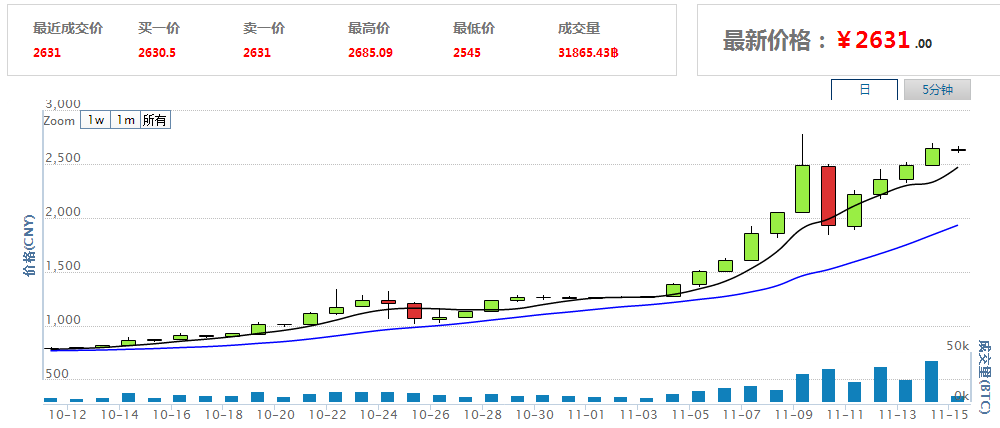 最近成交价 买一价 卖一价 最高价 最低价 成交量
2631 2630.5 2631 2685.09 2545 31865.43฿
最新价格：￥2631.00
日 5分钟
Zoom 1w 1m 所有
3,000
2,500
2,000
1,500
1,000
500
价格(CNY)
50k
0k
成交量(BTC)
10-12 10-14 10-16 10-18 10-20 10-22 10-24 10-26 10-28 10-30 11-01 11-03 11-05 11-07 11-09 11-11 11-13 11-15